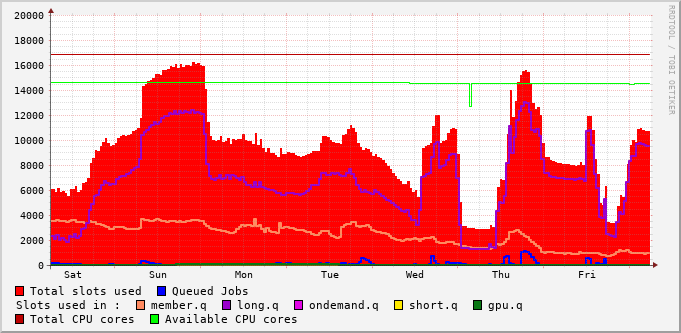 RRDTOOL / TOBI OETIKER
20000
18000
16000
14000
12000
10000
8000
6000
4000
2000
0
Sat Sun Mon Tue Wed Thu Fri
Total slots used Queued Jobs
Slots used in : member.q long.q ondemand.q short.q gpu.q
Total CPU cores Available CPU cores